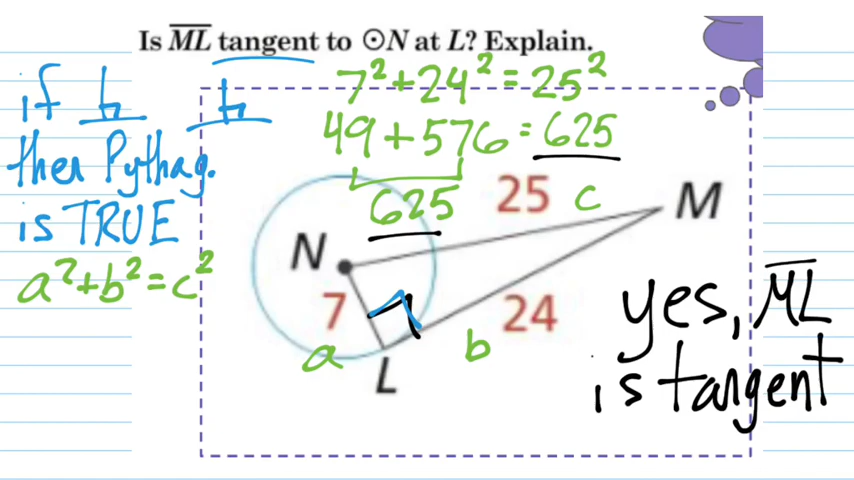 Is ML tangent to ⊙N at L? Explain.
if
then Pythag.
is TRUE
a²+b²=c²
7²+24²=25²
49+576=625
625
25 c
M
N
7
24
a
b
L
yes, ML
is tangent